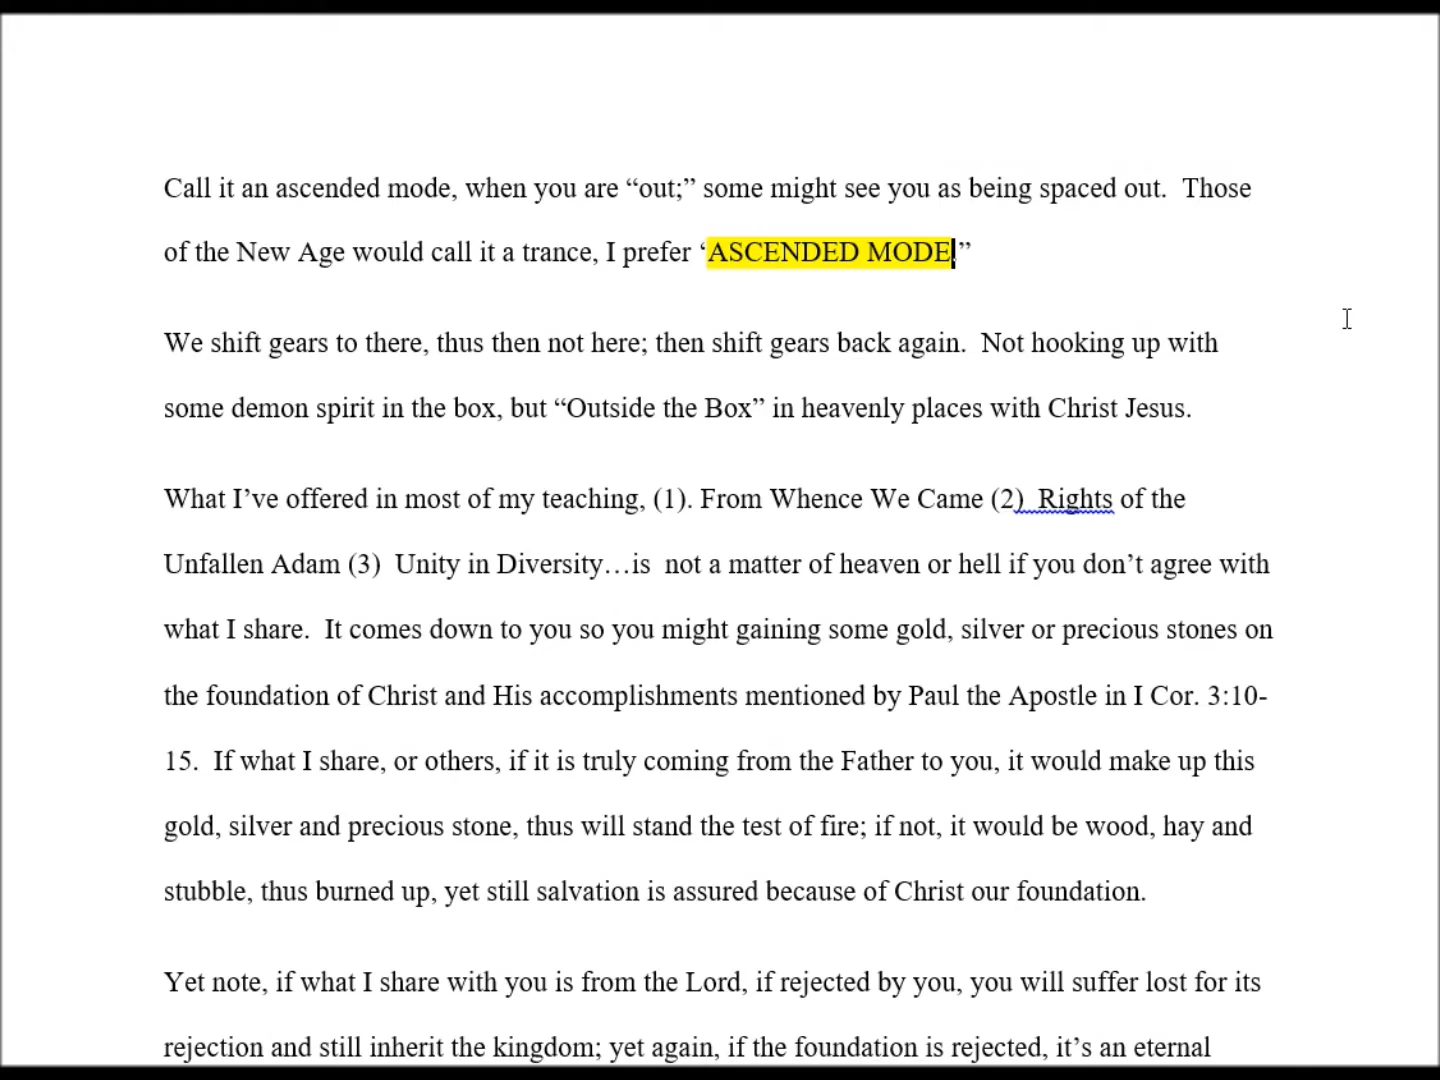 Call it an ascended mode, when you are “out;” some might see you as being spaced out.  Those
of the New Age would call it a trance, I prefer ‘ASCENDED MODE.”
We shift gears to there, thus then not here; then shift gears back again.  Not hooking up with
some demon spirit in the box, but “Outside the Box” in heavenly places with Christ Jesus.
What I’ve offered in most of my teaching, (1). From Whence We Came (2)  Rights of the
Unfallen Adam (3)  Unity in Diversity…is  not a matter of heaven or hell if you don’t agree with
what I share.  It comes down to you so you might gaining some gold, silver or precious stones on
the foundation of Christ and His accomplishments mentioned by Paul the Apostle in I Cor. 3:10-
15.  If what I share, or others, if it is truly coming from the Father to you, it would make up this
gold, silver and precious stone, thus will stand the test of fire; if not, it would be wood, hay and
stubble, thus burned up, yet still salvation is assured because of Christ our foundation.
Yet note, if what I share with you is from the Lord, if rejected by you, you will suffer lost for its
rejection and still inherit the kingdom; yet again, if the foundation is rejected, it’s an eternal